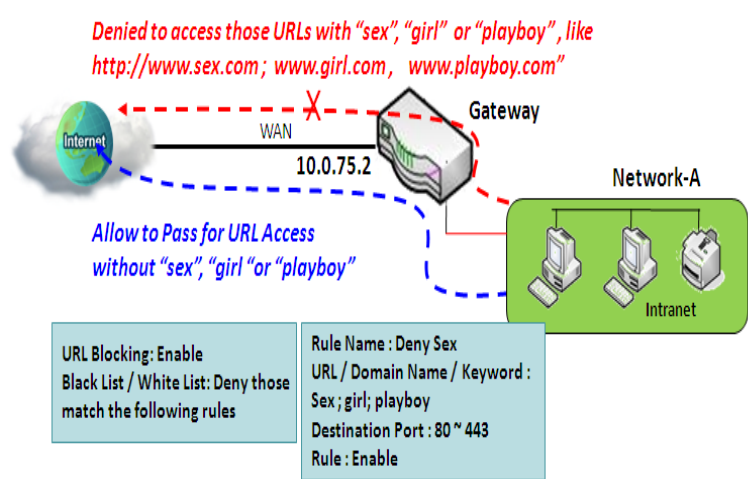 Denied to access those URLs with “sex”, “girl” or “playboy” , like
http://www.sex.com ; www.girl.com , www.playboy.com”
Gateway
Internet
WAN
10.0.75.2
Network-A
Allow to Pass for URL Access
without “sex”, “girl “or “playboy”
Intranet
URL Blocking: Enable
Black List / White List: Deny those
match the following rules
Rule Name : Deny Sex
URL / Domain Name / Keyword :
Sex ; girl; playboy
Destination Port : 80 ~ 443
Rule : Enable